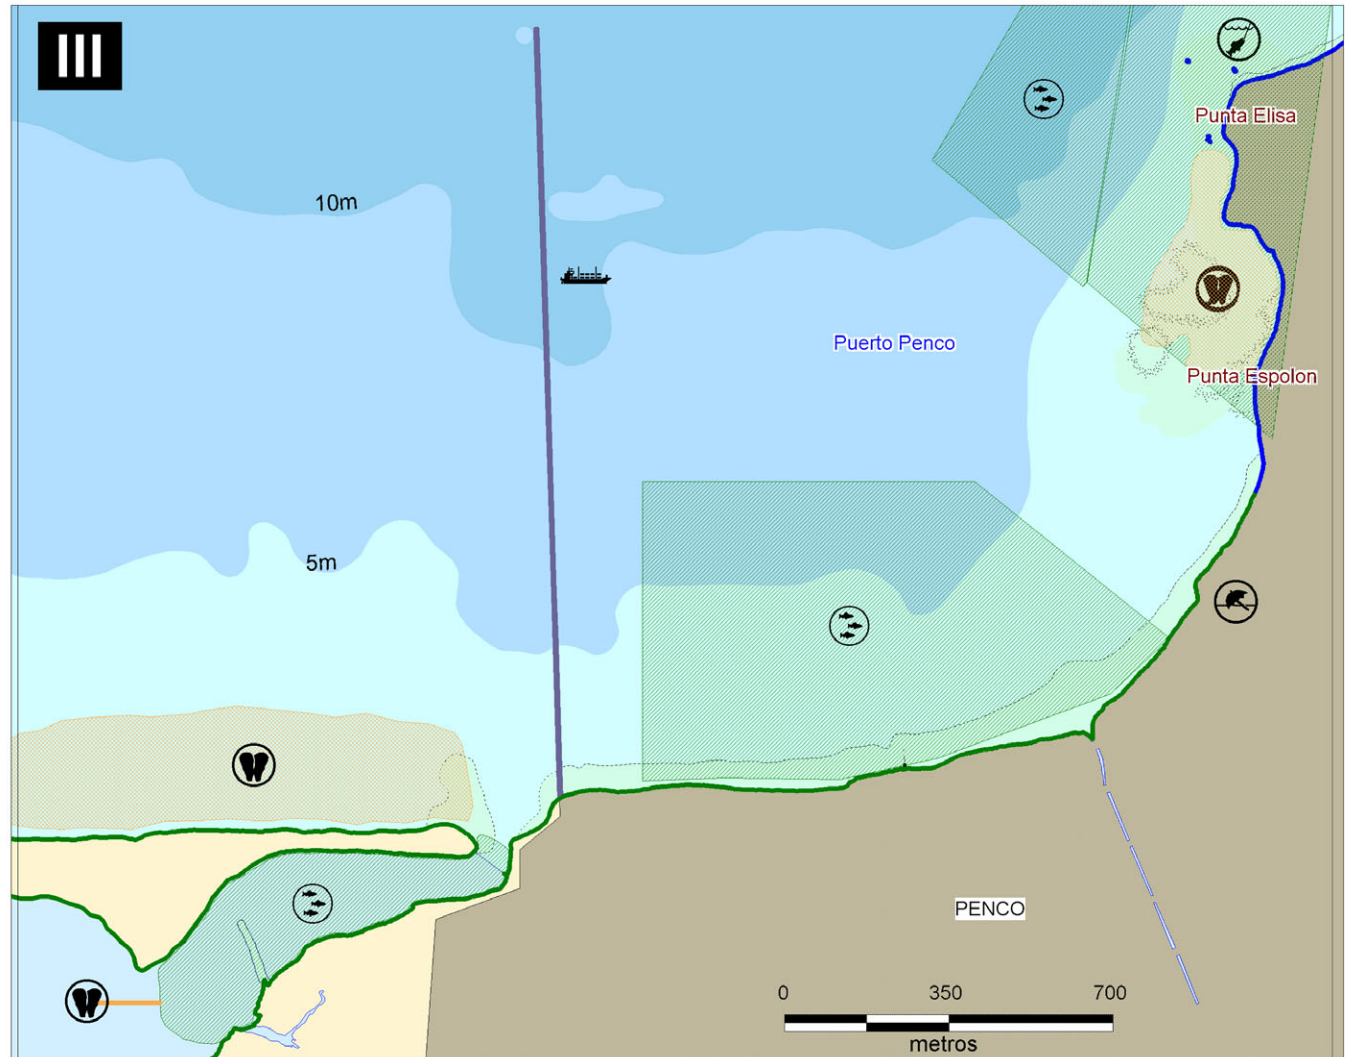 III
Punta Elisa
10m
Puerto Penco
Punta Espolon
5m
PENCO
0 350 700
metros